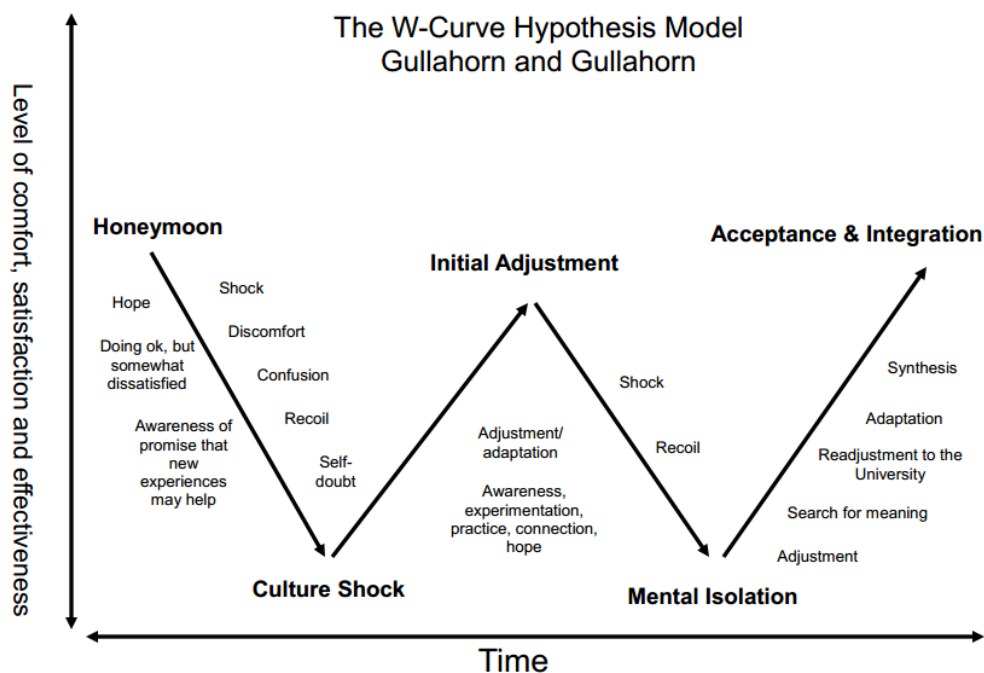 The W-Curve Hypothesis Model
Gullahorn and Gullahorn
Level of comfort, satisfaction and effectiveness
Honeymoon
Hope
Doing ok, but
somewhat
dissatisfied
Awareness of
promise that
new
experiences
may help
Shock
Discomfort
Confusion
Recoil
Self-
doubt
Culture Shock
Initial Adjustment
Adjustment/
adaptation
Awareness,
experimentation,
practice, connection,
hope
Shock
Recoil
Mental Isolation
Acceptance & Integration
Synthesis
Adaptation
Readjustment to the
University
Search for meaning
Adjustment
Time